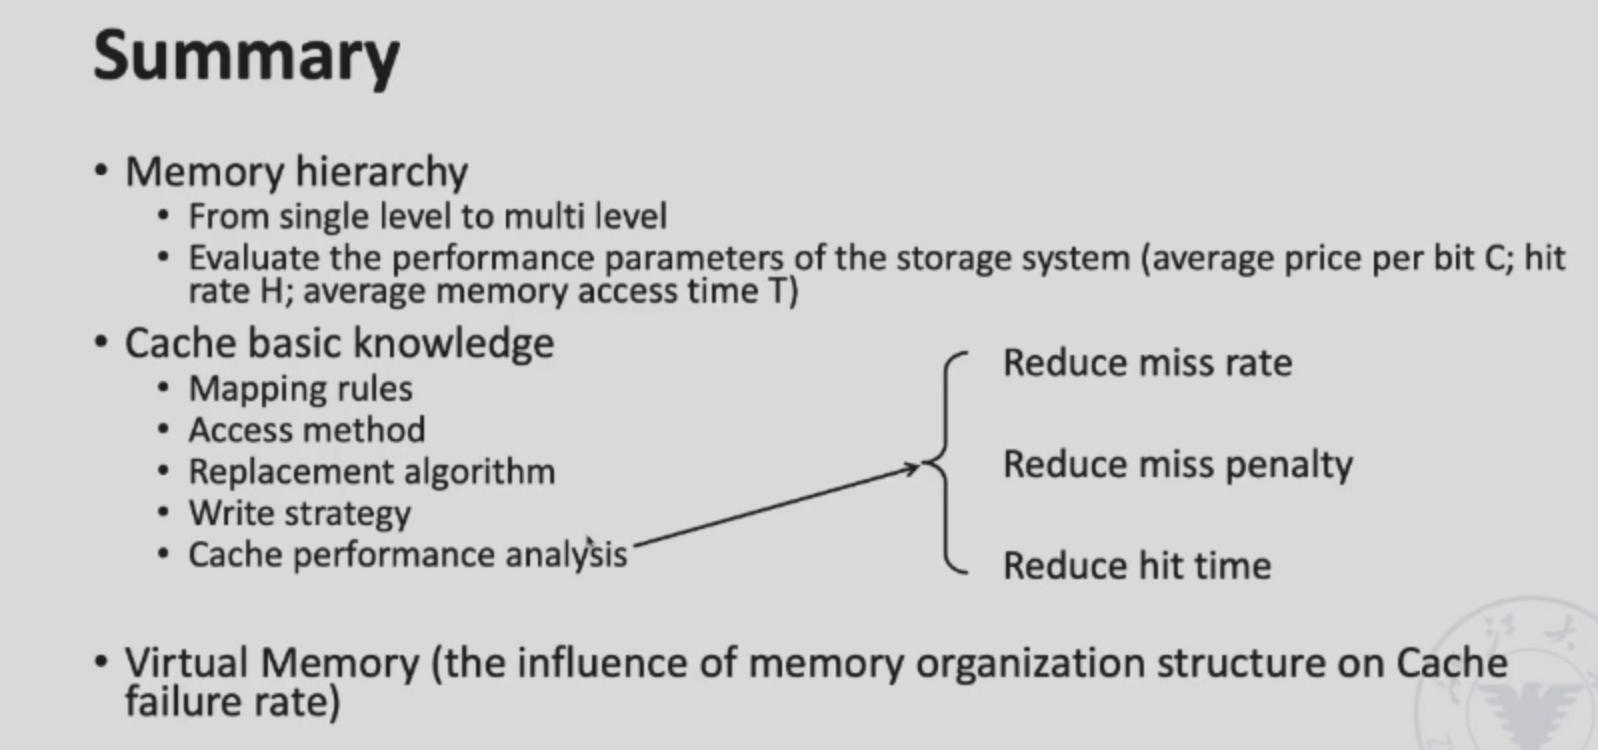 Summary
• Memory hierarchy
• From single level to multi level
• Evaluate the performance parameters of the storage system (average price per bit C; hit
rate H; average memory access time T)
• Cache basic knowledge
• Mapping rules
• Access method
• Replacement algorithm
• Write strategy
• Cache performance analysis
Reduce miss rate
Reduce miss penalty
Reduce hit time
• Virtual Memory (the influence of memory organization structure on Cache
failure rate)